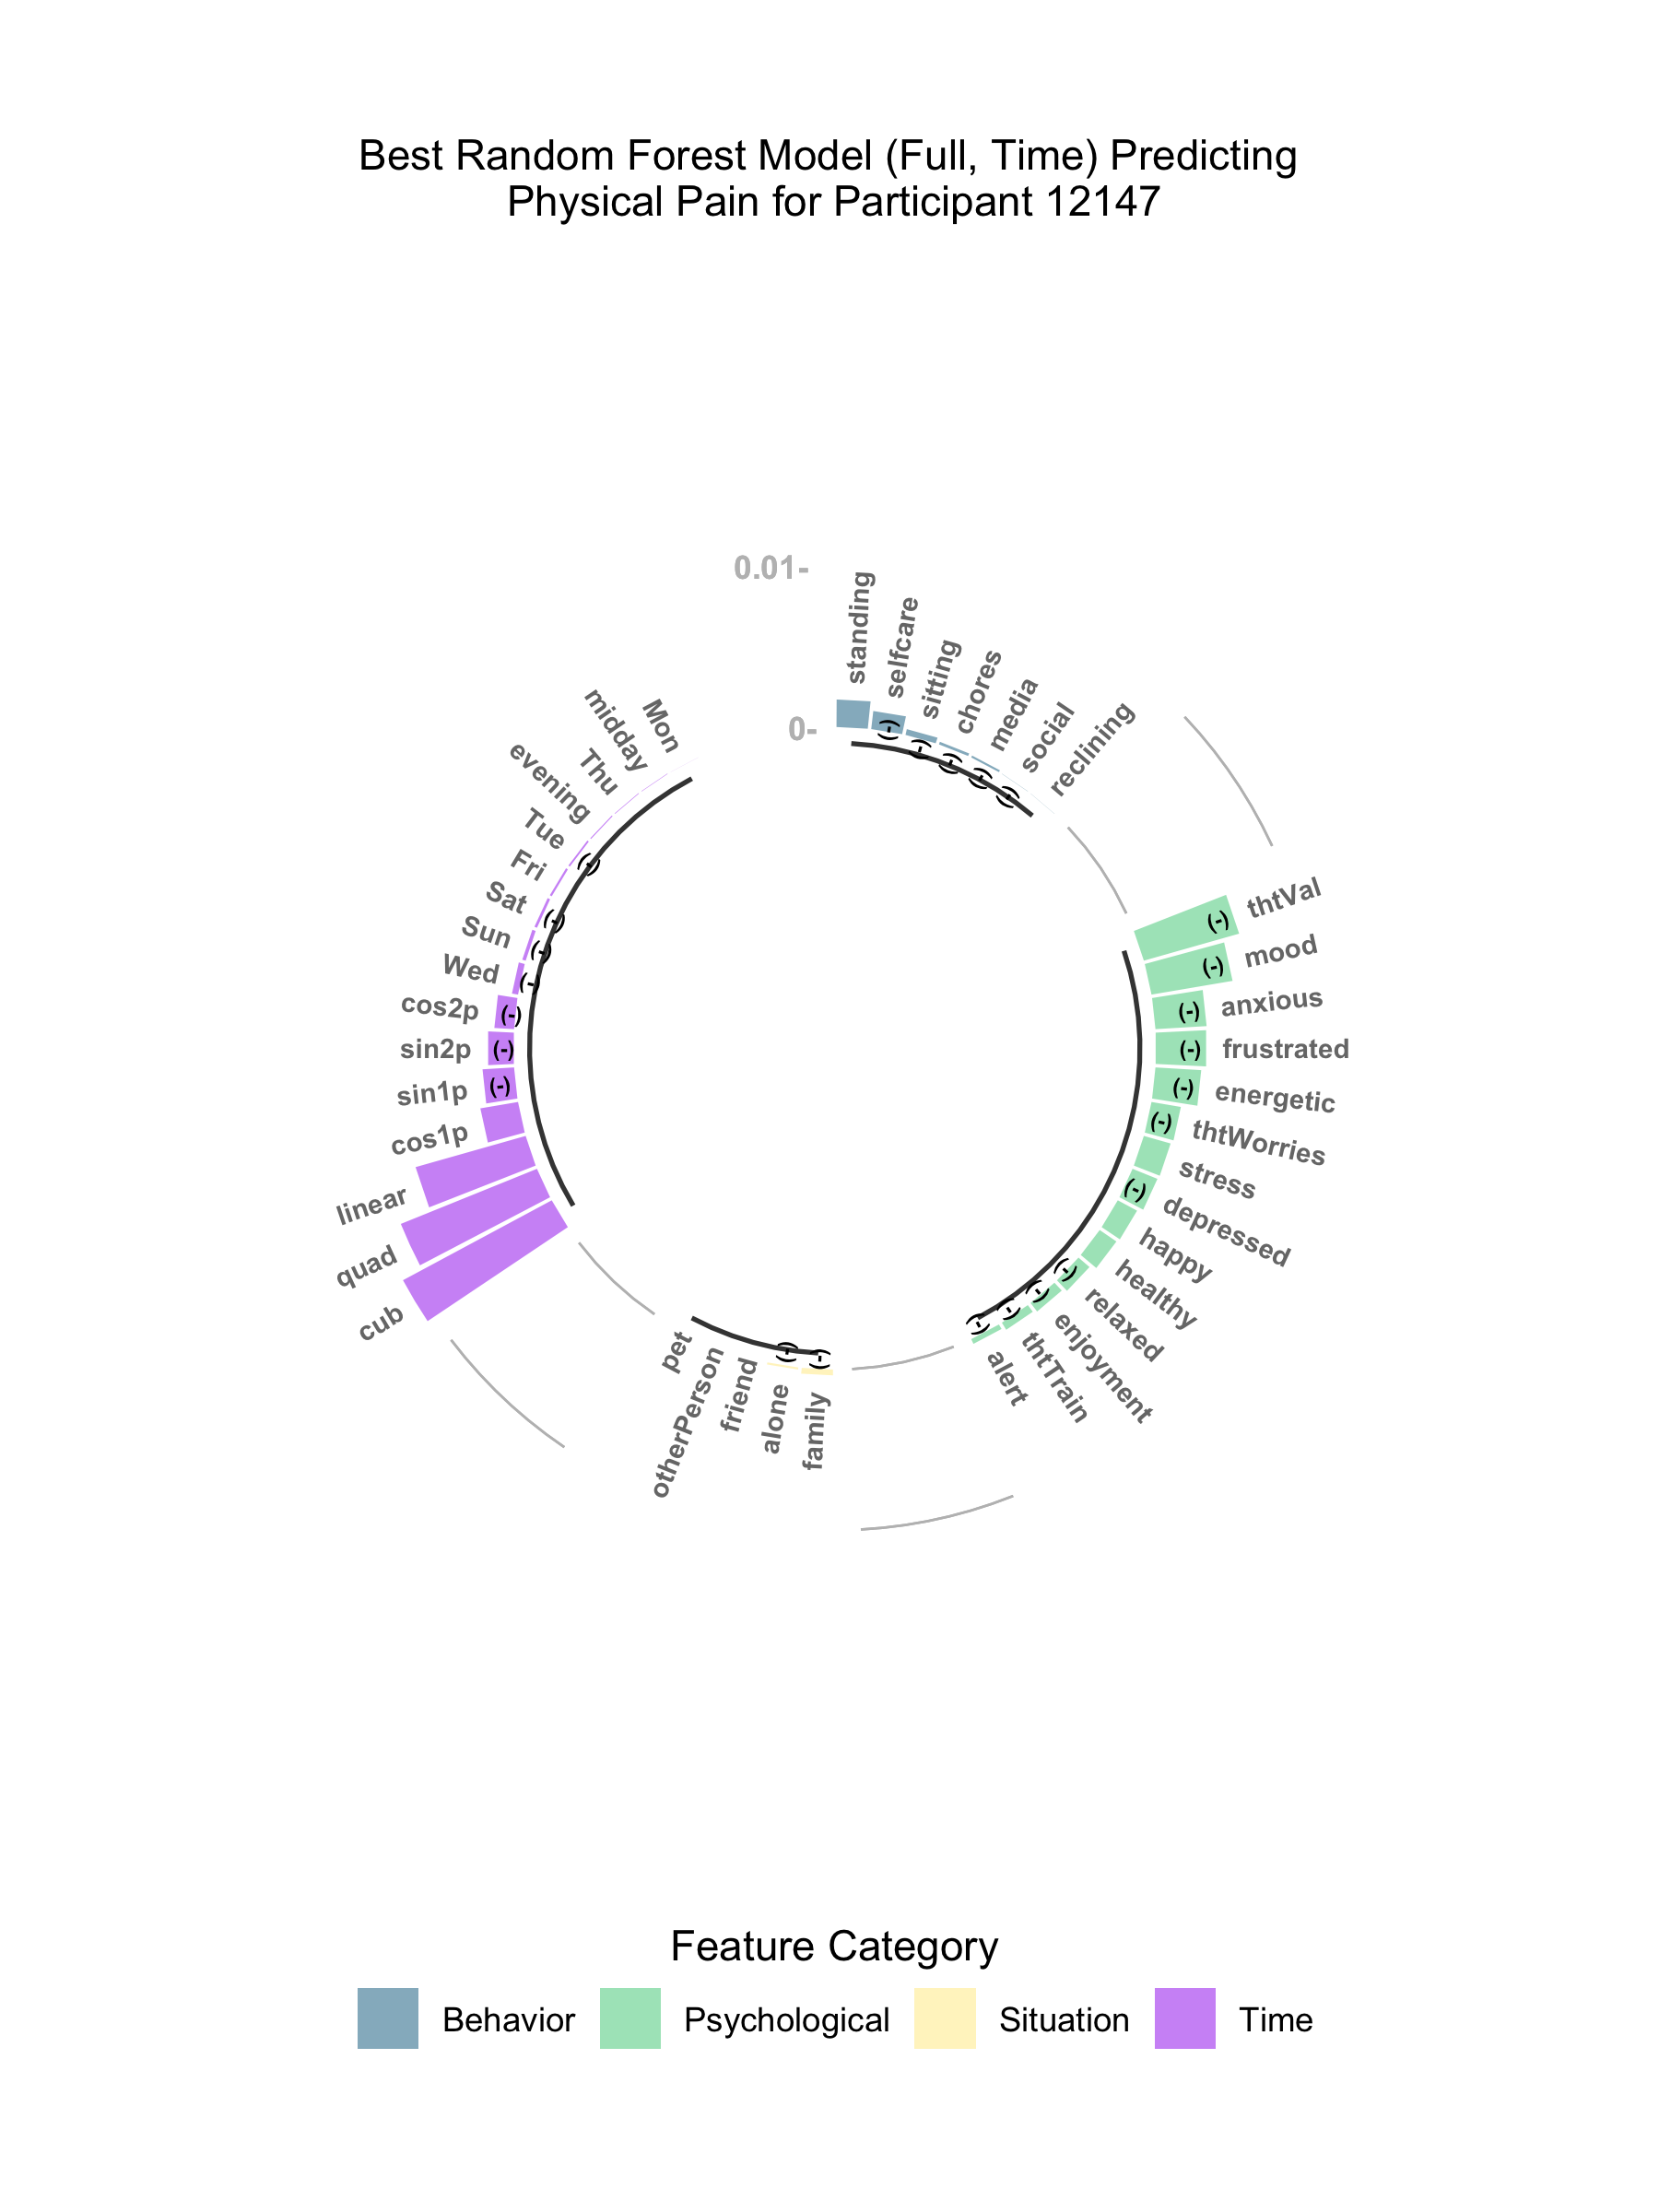 Best Random Forest Model (Full, Time) Predicting
Physical Pain for Participant 12147
0.01-
0-
standing
selfcare
(-)
sitting
(-)
chores
(-)
media
(-)
social
(-)
reclining
thtVal
(-)
mood
(-)
anxious
(-)
frustrated
(-)
energetic
(-)
thtWorries
(-)
stress
depressed
(-)
happy
healthy
relaxed
(-)
enjoyment
(-)
thtTrain
(-)
alert
(-)
family
(-)
alone
(-)
friend
otherPerson
pet
cub
quad
linear
cos1p
sin1p
(-)
sin2p
(-)
cos2p
(-)
Wed
(-)
Sun
(-)
Sat
(-)
Fri
Tue
(-)
evening
Thu
midday
Mon
Feature Category
Behavior
Psychological
Situation
Time